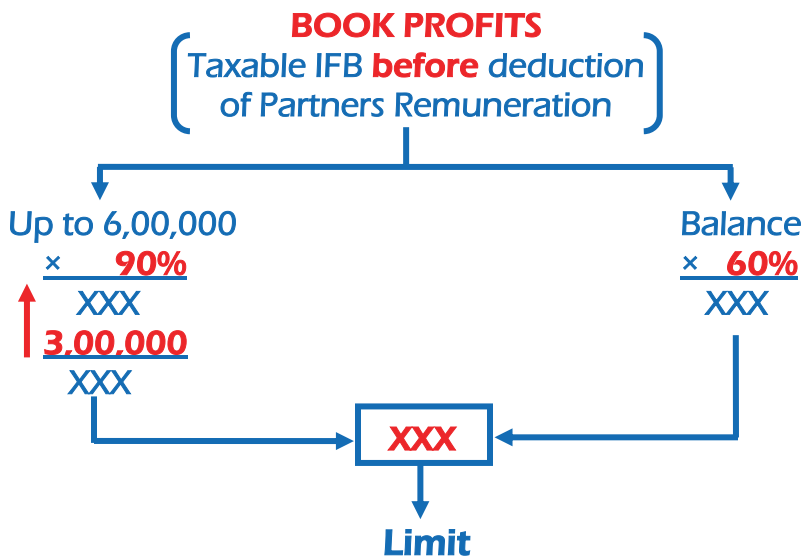 BOOK PROFITS
Taxable IFB before deduction
of Partners Remuneration
Up to 6,00,000
× 90%
XXX
3,00,000
XXX
Balance
× 60%
XXX
XXX
Limit